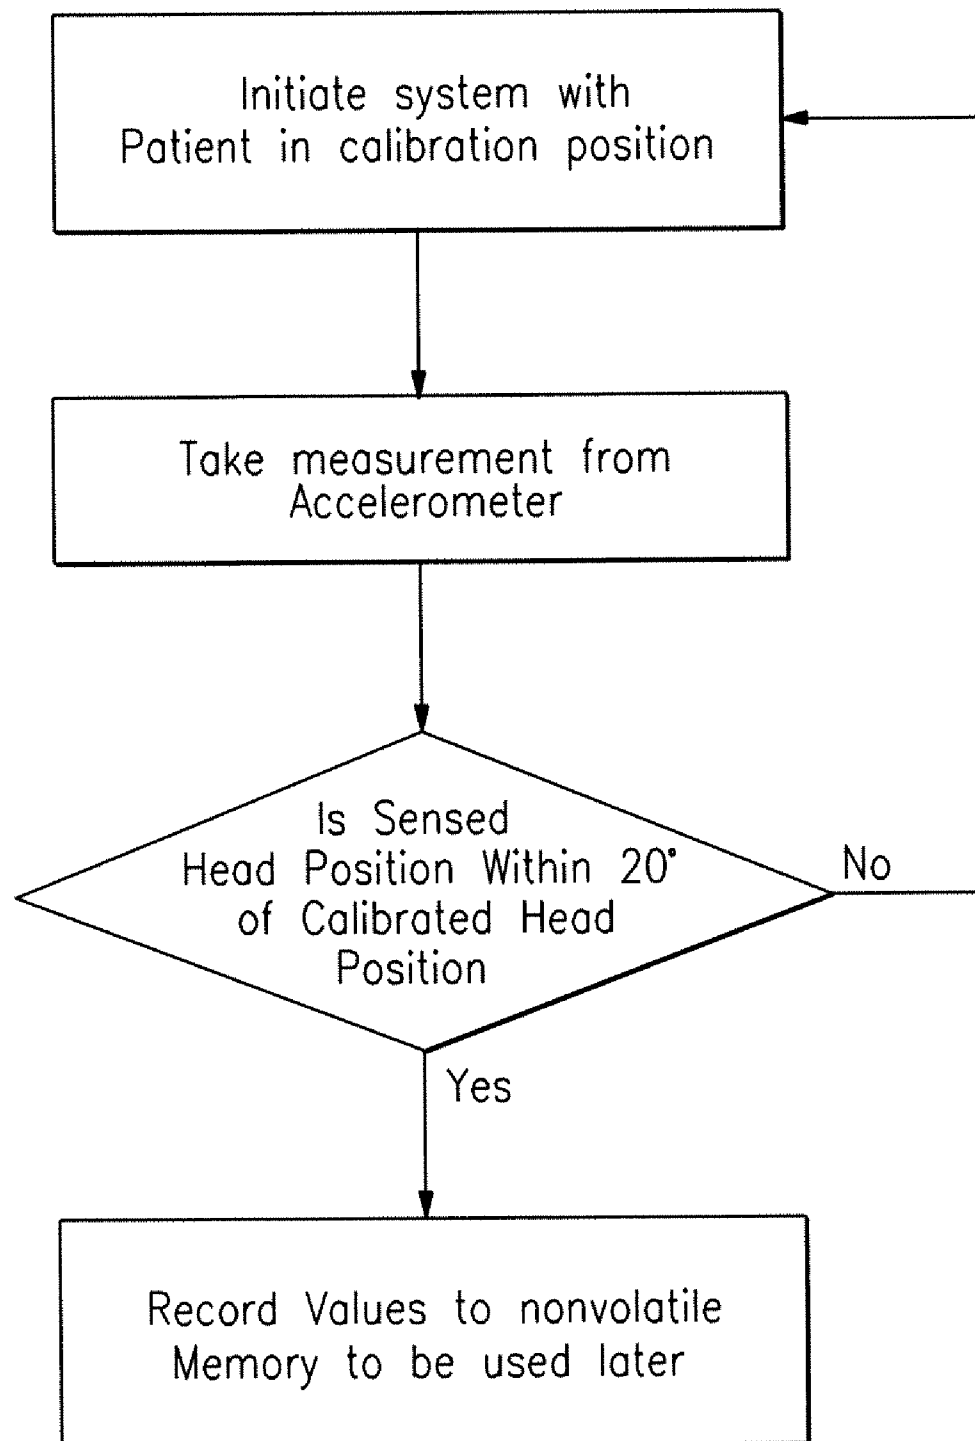 Initiate system with
Patient in calibration position
Take measurement from
Accelerometer
Is Sensed
Head Position Within 20°
of Calibrated Head
Position
No
Yes
Record Values to nonvolatile
Memory to be used later